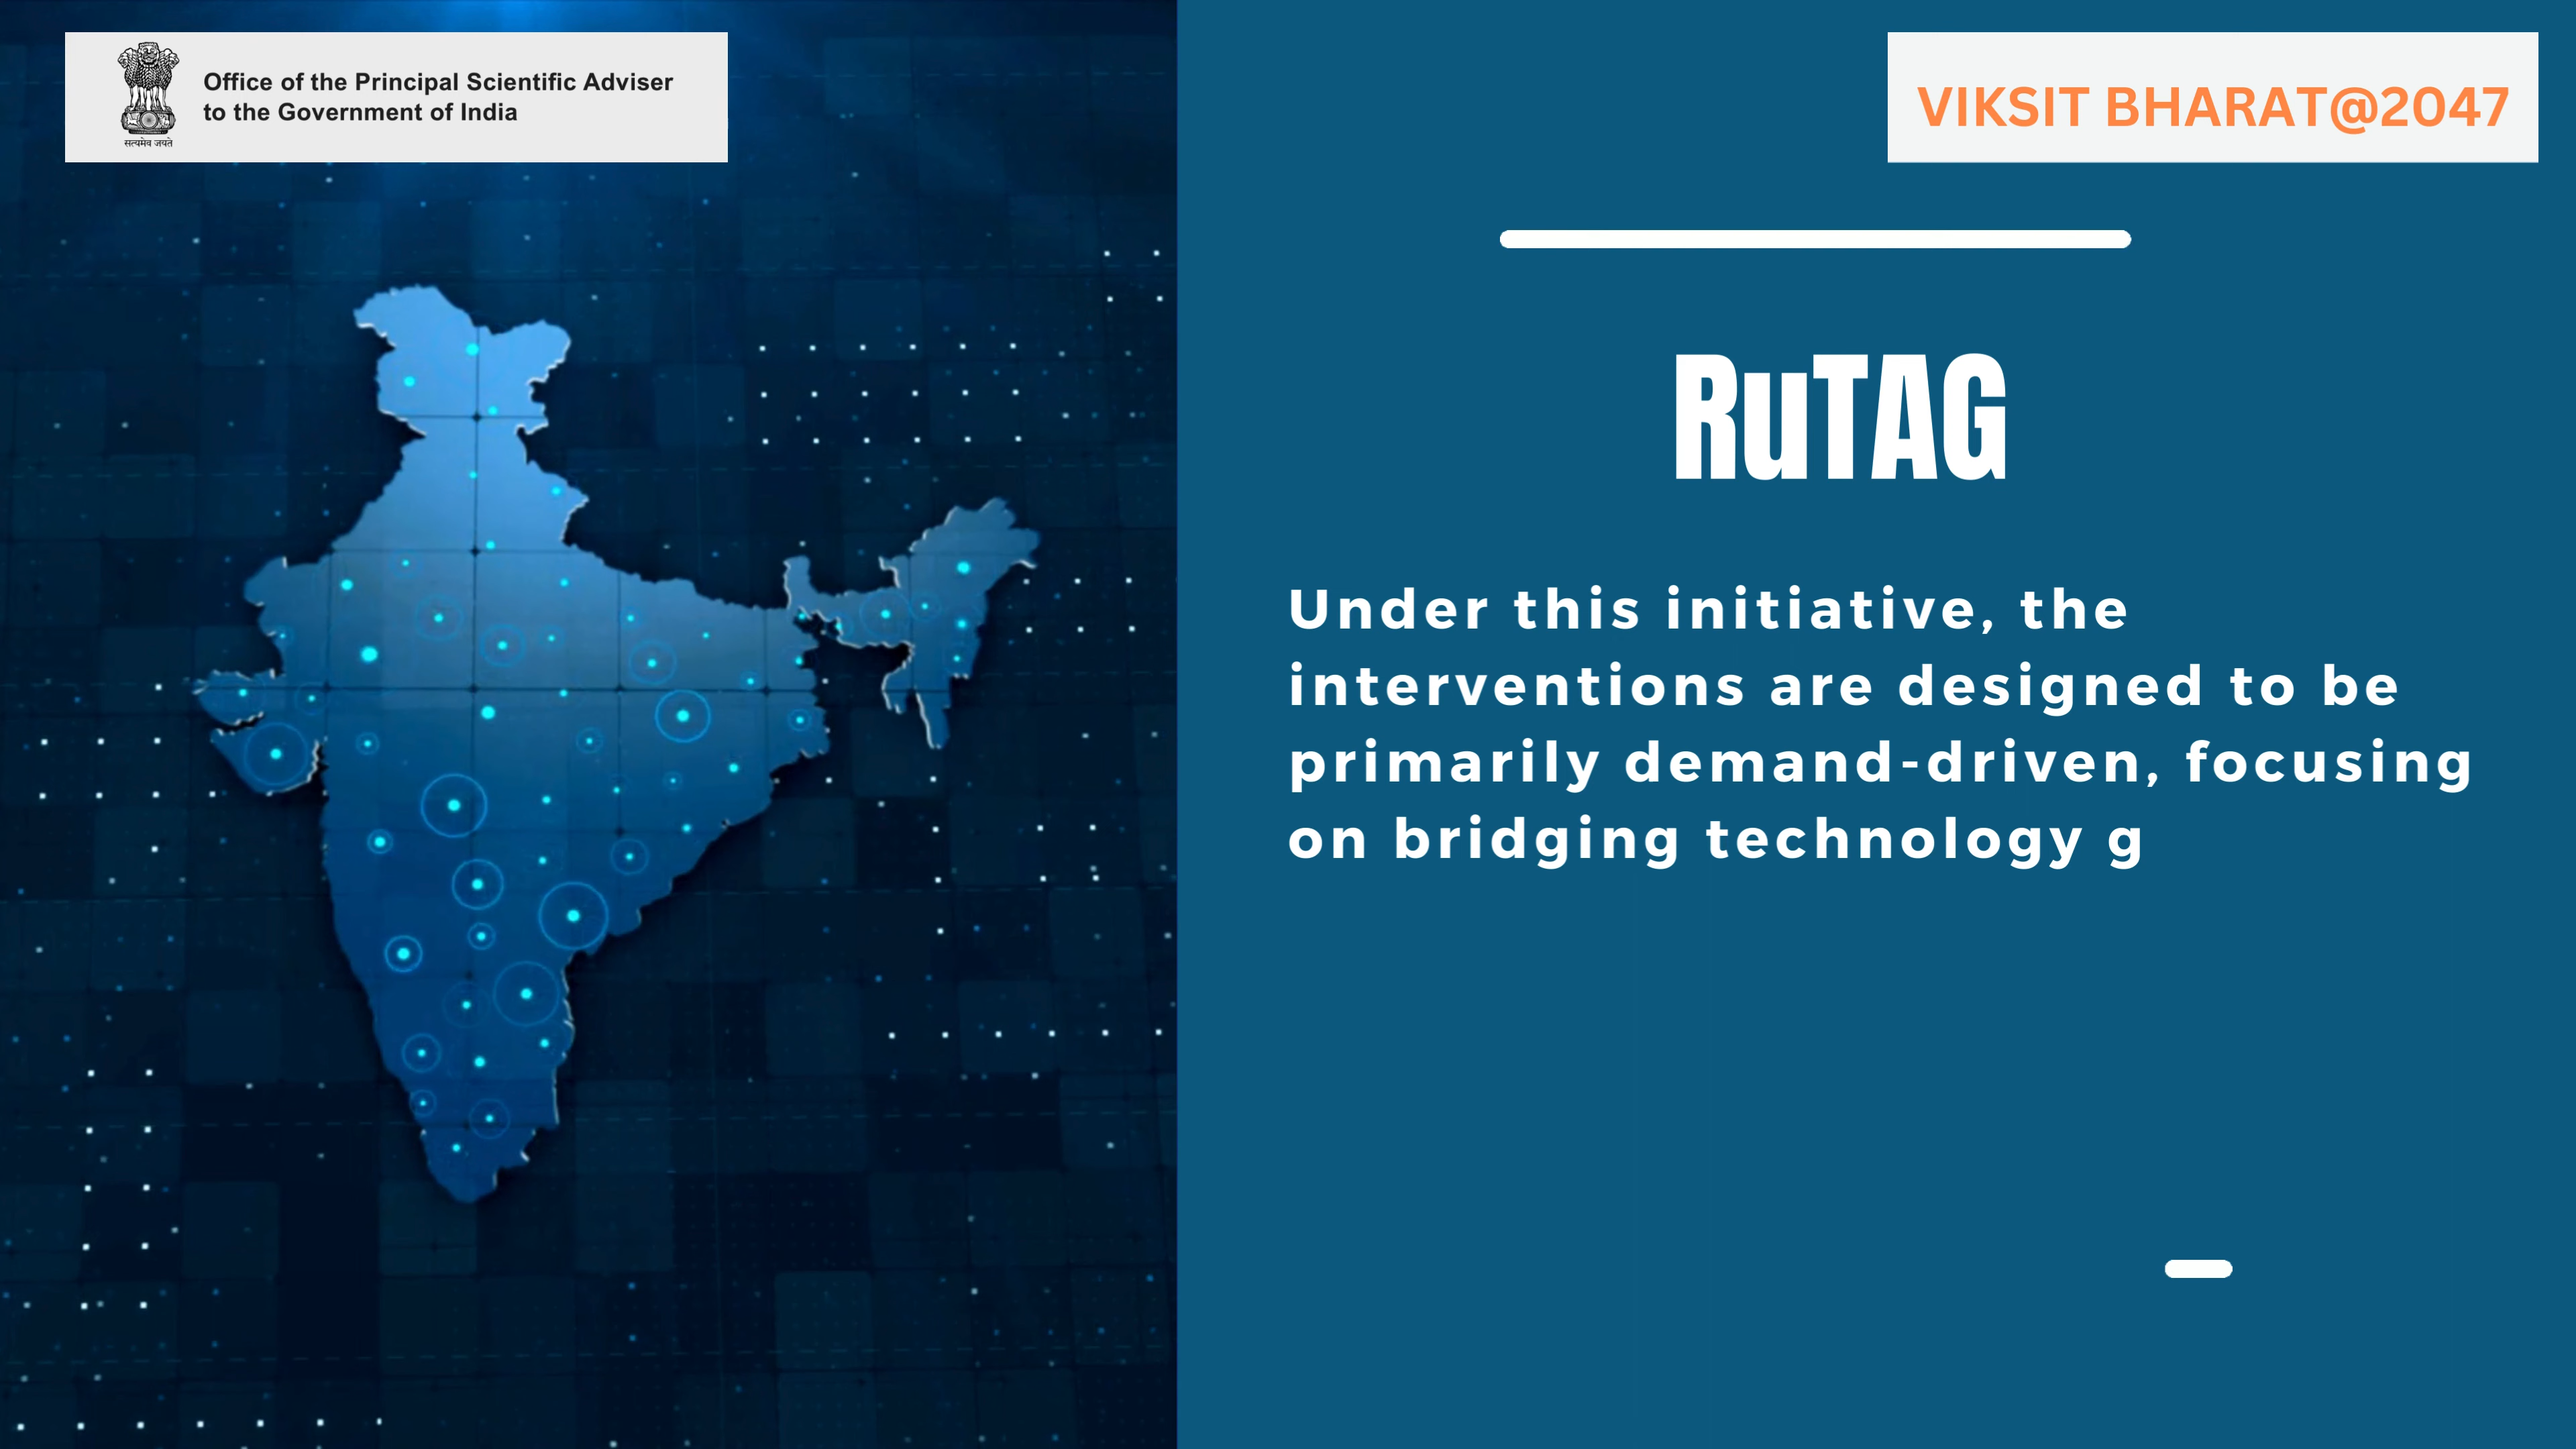 Office of the Principal Scientific Adviser
to the Government of India
सत्यमेव जयते
VIKSIT BHARAT@2047
RuTAG
Under this initiative, the
interventions are designed to be
primarily demand-driven, focusing
on bridging technology g